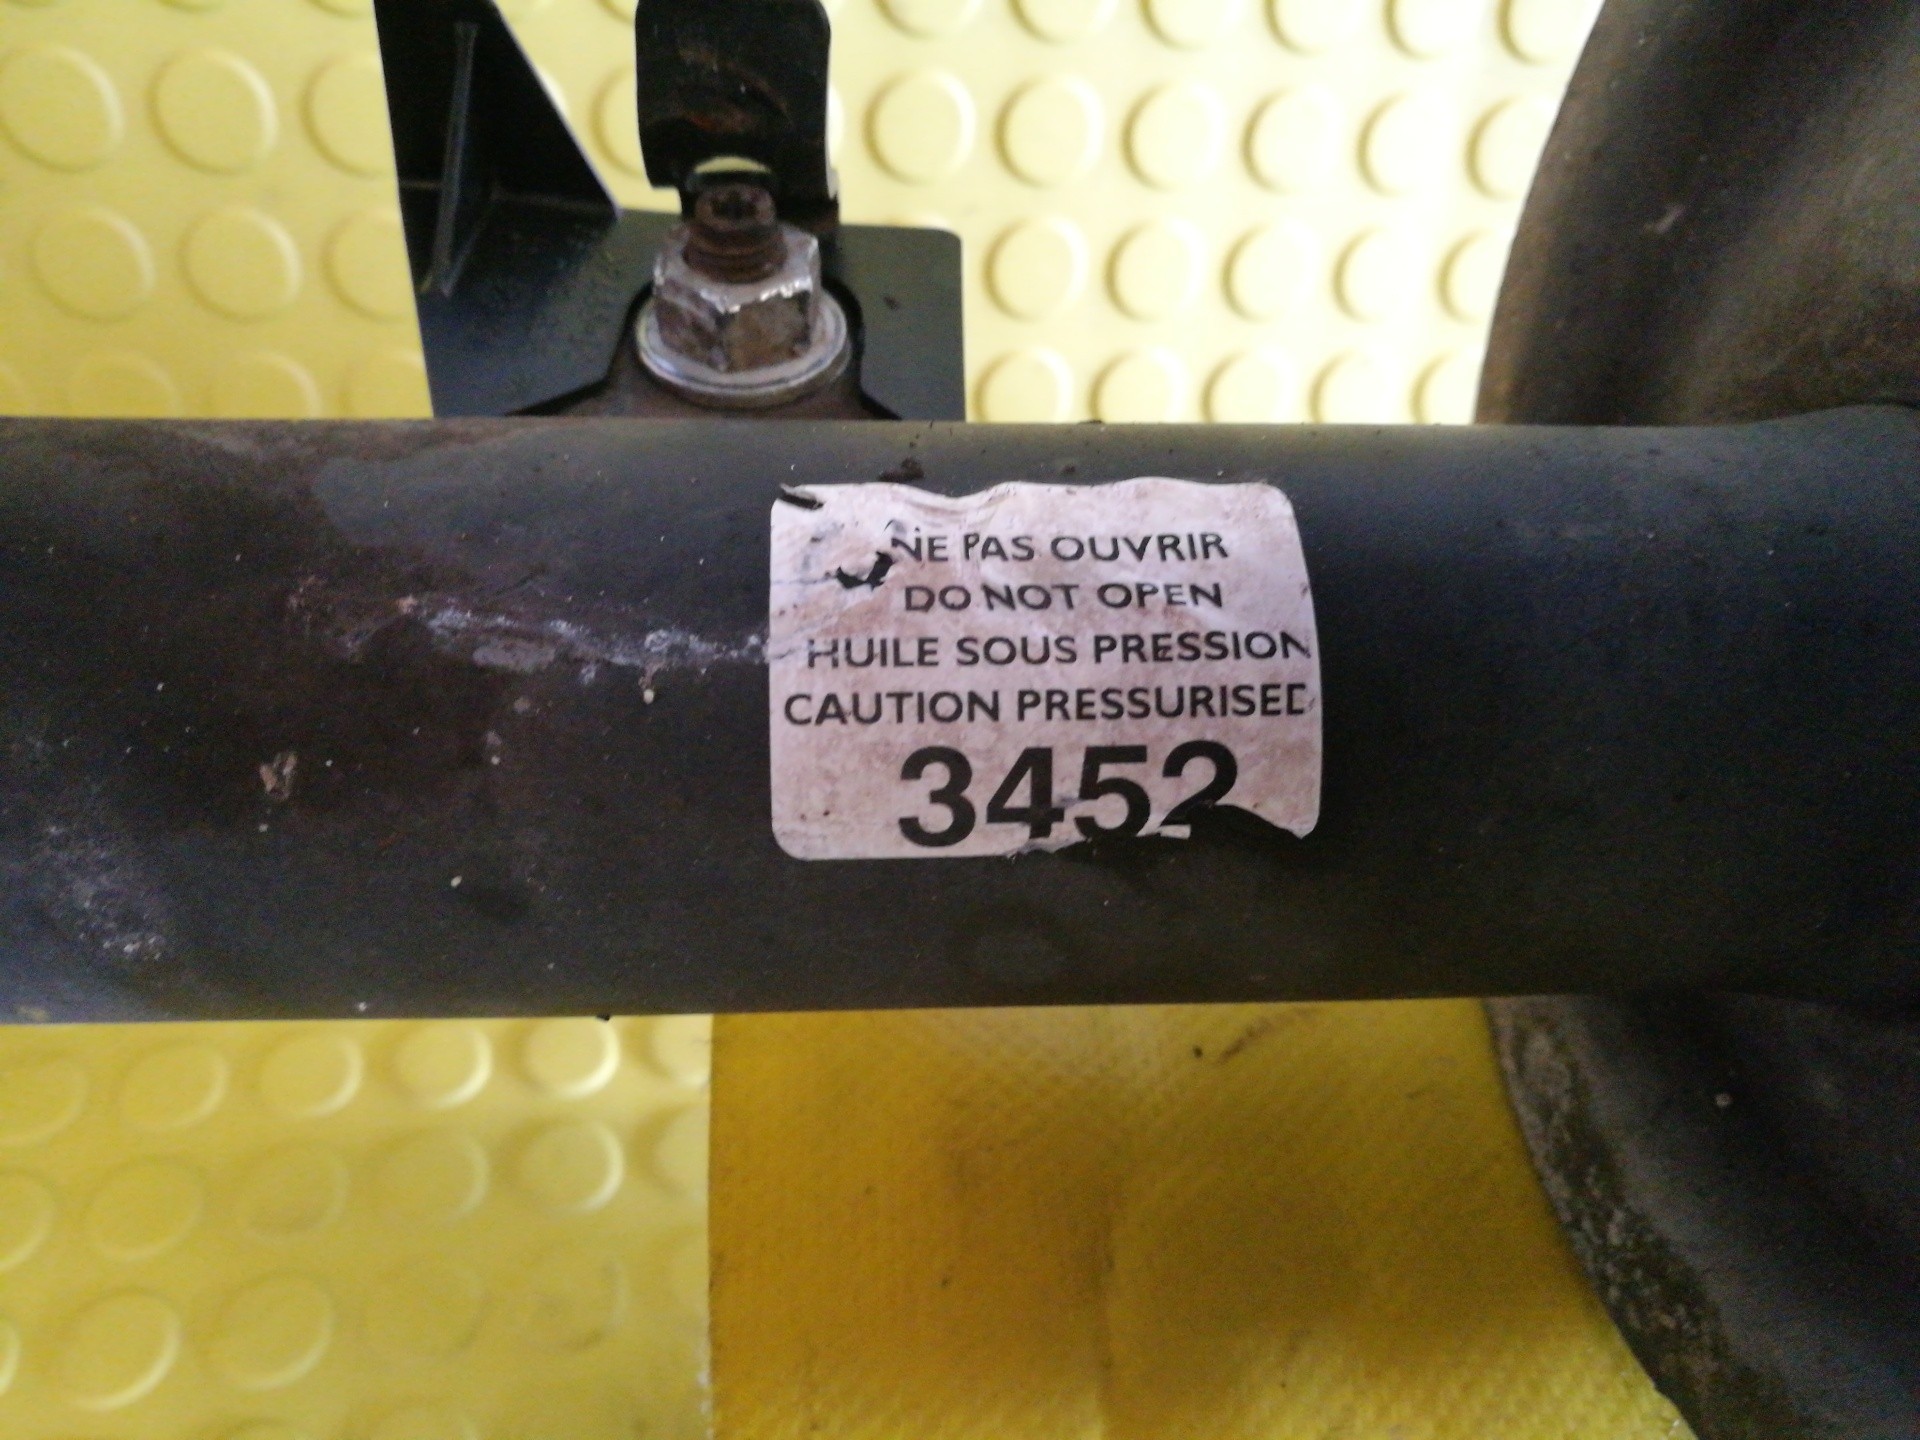 NE PAS OUVRIR
DO NOT OPEN
HUILE SOUS PRESSION
CAUTION PRESSURISED
3452